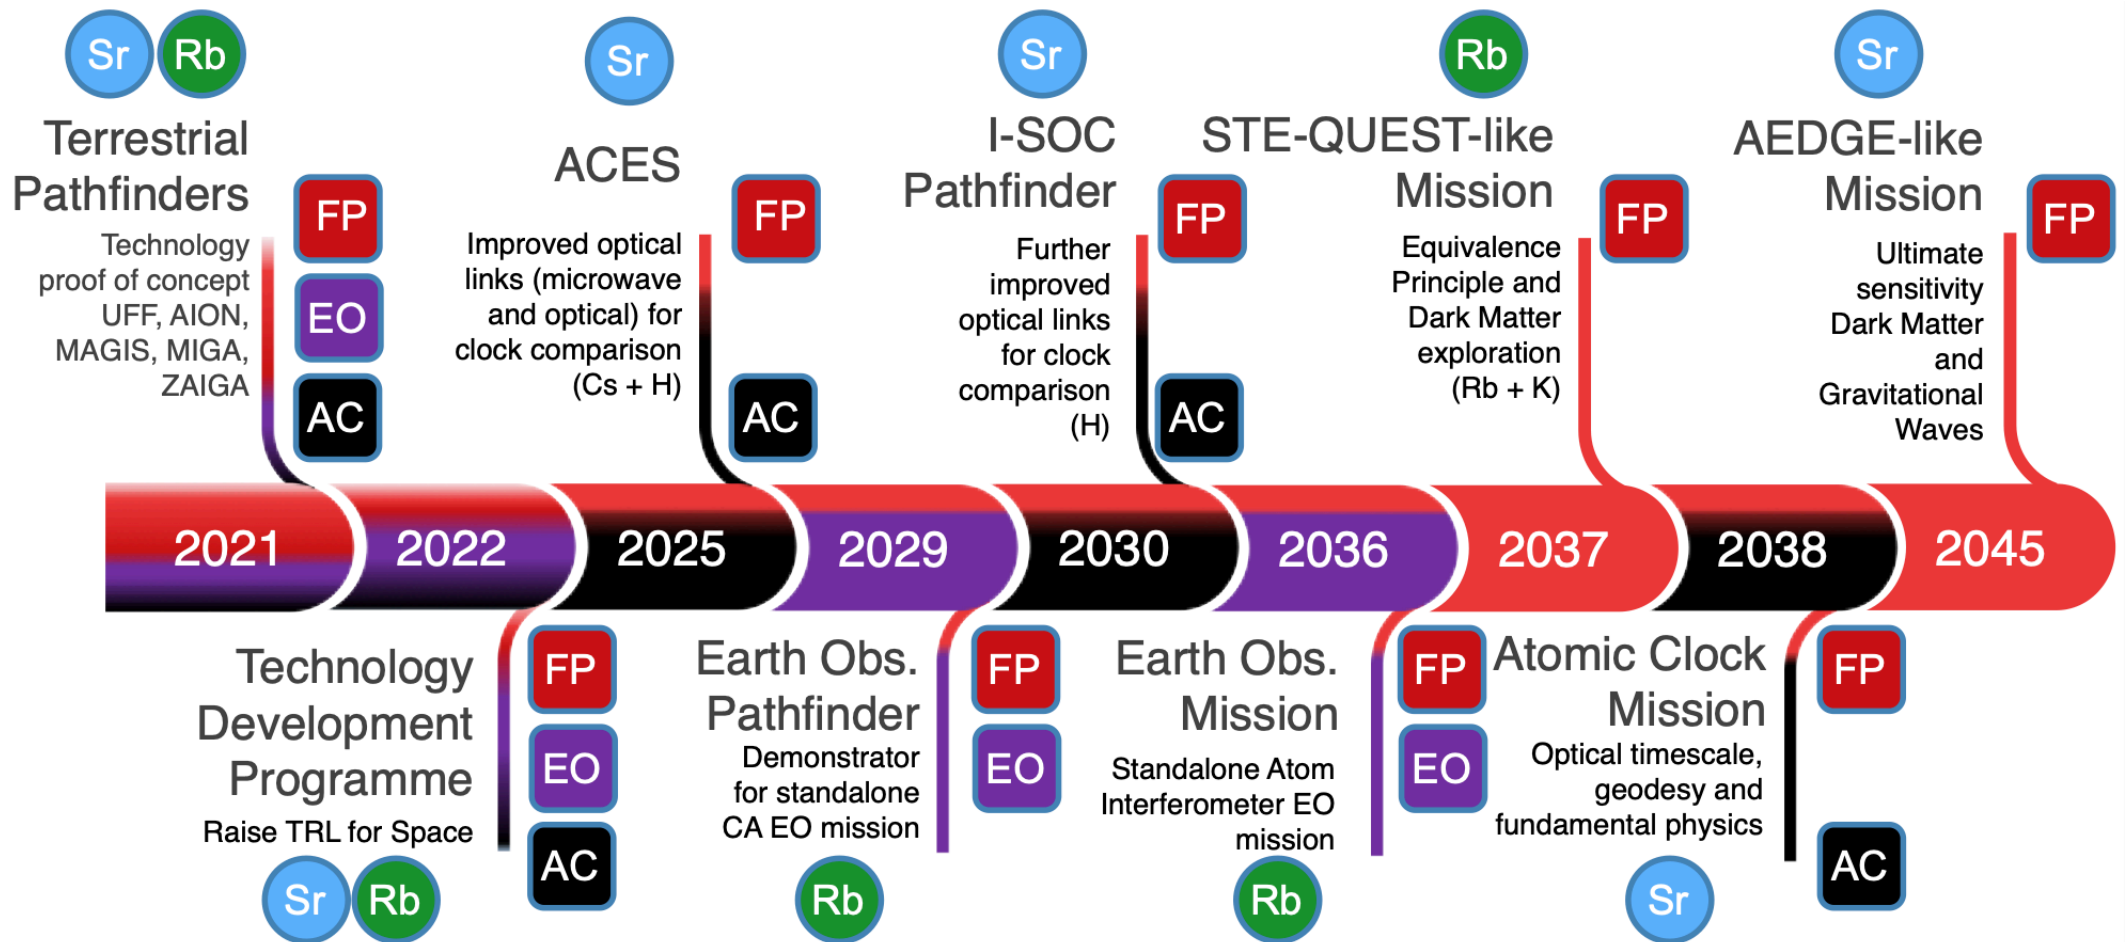 Sr Rb
Terrestrial
Pathfinders
Technology
proof of concept
UFF, AION,
MAGIS, MIGA,
ZAIGA
FP
EO
AC
Sr
ACES
Improved optical
links (microwave
and optical) for
clock comparison
(Cs + H)
FP
AC
Sr
I-SOC
Pathfinder
Further
improved
optical links
for clock
comparison
(H)
FP
AC
Rb
STE-QUEST-like
Mission
Equivalence
Principle and
Dark Matter
exploration
(Rb + K)
FP
Sr
AEDGE-like
Mission
Ultimate
sensitivity
Dark Matter
and
Gravitational
Waves
FP
2021 2022 2025 2029 2030 2036 2037 2038 2045
Technology
Development
Programme
Raise TRL for Space
Sr Rb
FP
EO
AC
Earth Obs.
Pathfinder
Demonstrator
for standalone
CA EO mission
Rb
FP
EO
Earth Obs.
Mission
Standalone Atom
Interferometer EO
mission
Rb
FP
EO
Atomic Clock
Mission
Optical timescale,
geodesy and
fundamental physics
Sr
FP
AC